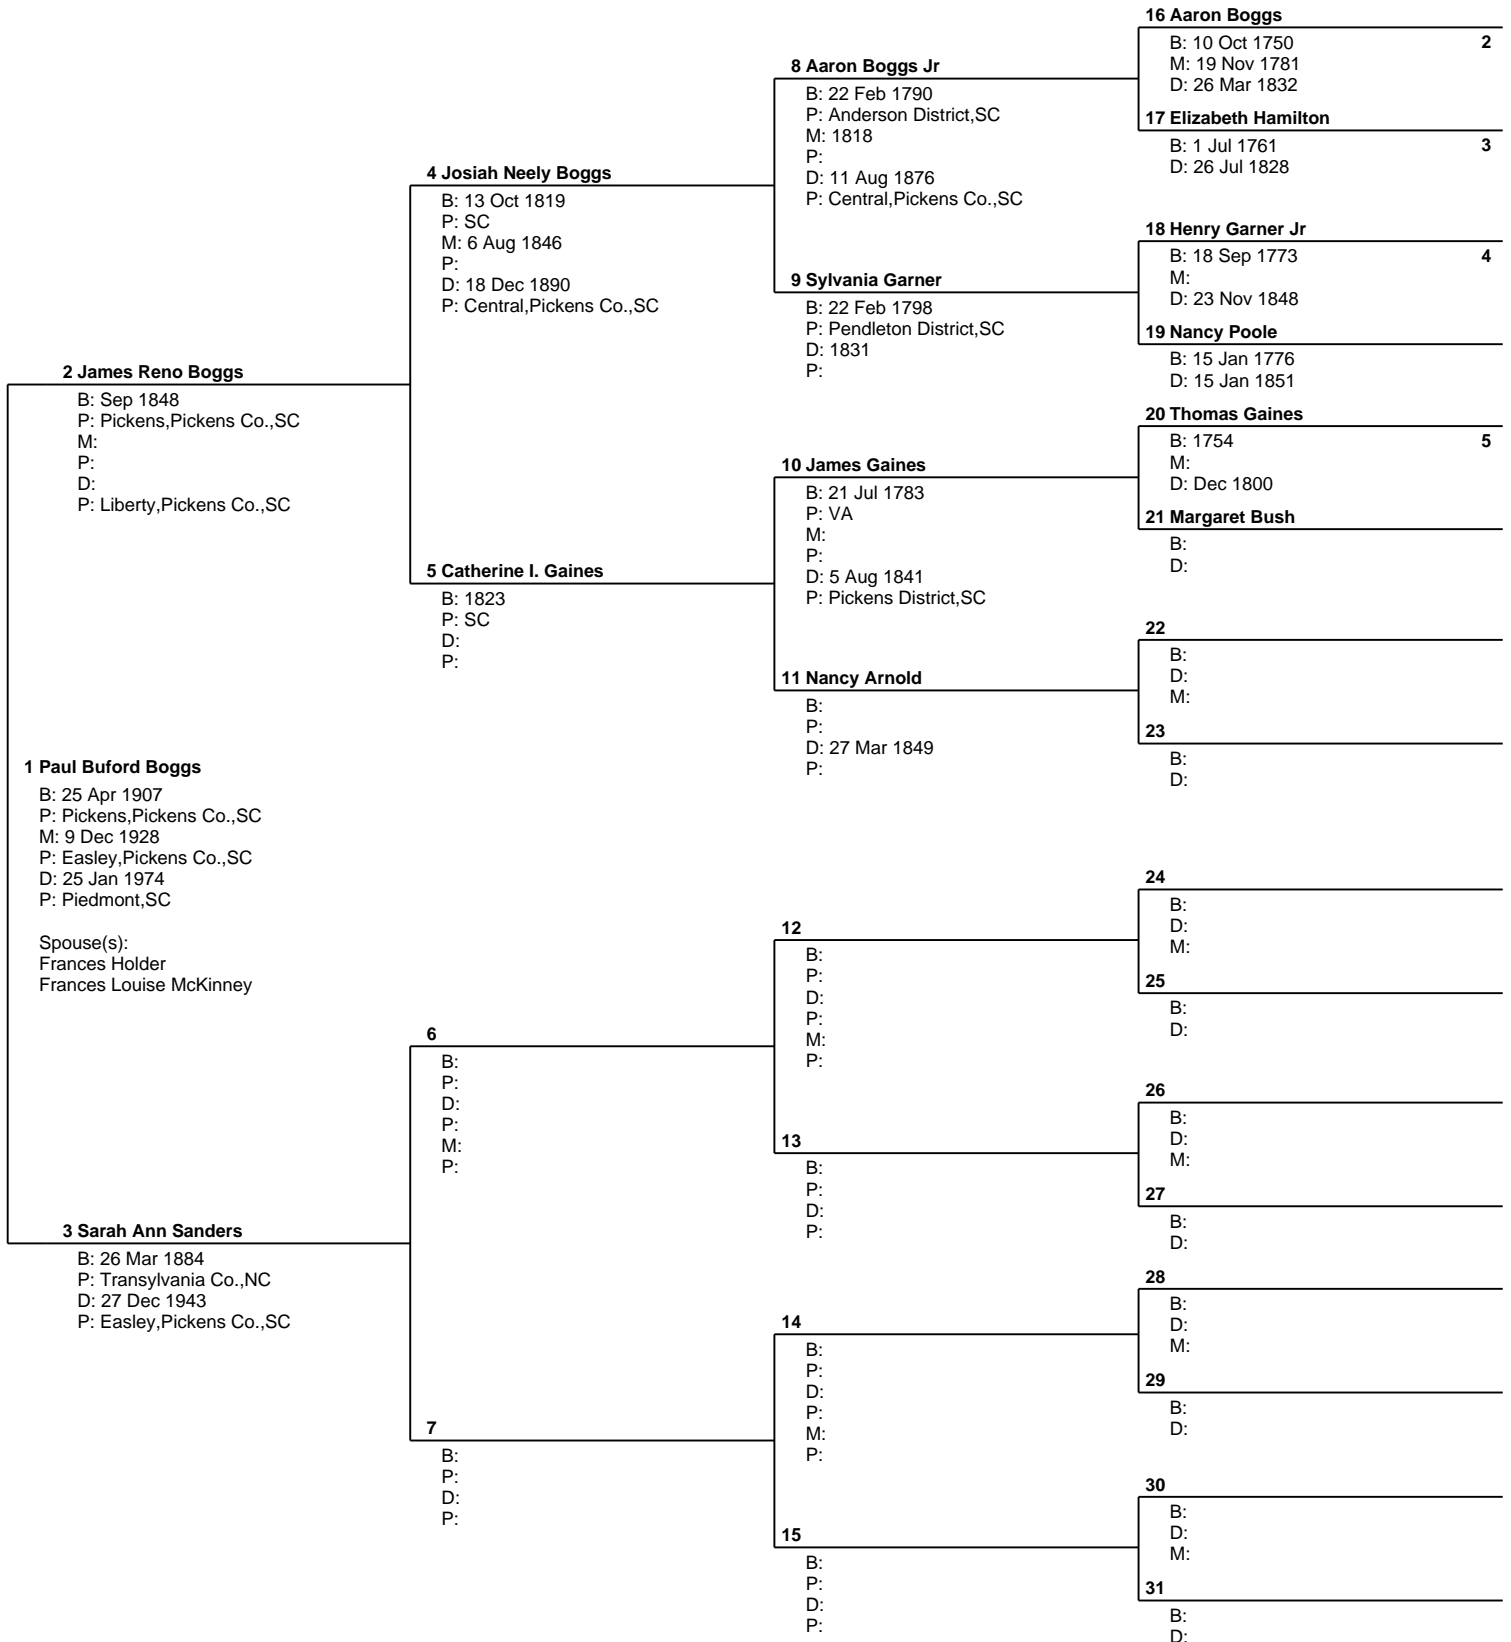 16 Aaron Boggs
B: 10 Oct 1750 2
M: 19 Nov 1781
D: 26 Mar 1832
8 Aaron Boggs Jr
B: 22 Feb 1790
P: Anderson District,SC
M: 1818
P:
D: 11 Aug 1876
P: Central,Pickens Co.,SC
17 Elizabeth Hamilton
B: 1 Jul 1761 3
D: 26 Jul 1828
4 Josiah Neely Boggs
B: 13 Oct 1819
P: SC
M: 6 Aug 1846
P:
D: 18 Dec 1890
P: Central,Pickens Co.,SC
18 Henry Garner Jr
B: 18 Sep 1773 4
M:
D: 23 Nov 1848
9 Sylvania Garner
B: 22 Feb 1798
P: Pendleton District,SC
D: 1831
P:
19 Nancy Poole
B: 15 Jan 1776
D: 15 Jan 1851
2 James Reno Boggs
B: Sep 1848
P: Pickens,Pickens Co.,SC
M:
P:
D:
P: Liberty,Pickens Co.,SC
20 Thomas Gaines
B: 1754 5
M:
D: Dec 1800
10 James Gaines
B: 21 Jul 1783
P: VA
M:
P:
D: 5 Aug 1841
P: Pickens District,SC
21 Margaret Bush
B:
D:
5 Catherine I. Gaines
B: 1823
P: SC
D:
P:
22
B:
D:
M:
11 Nancy Arnold
B:
P:
D: 27 Mar 1849
P:
23
B:
D:
1 Paul Buford Boggs
B: 25 Apr 1907
P: Pickens,Pickens Co.,SC
M: 9 Dec 1928
P: Easley,Pickens Co.,SC
D: 25 Jan 1974
P: Piedmont,SC
Spouse(s):
Frances Holder
Frances Louise McKinney
24
B:
D:
M:
12
B:
P:
D:
P:
M:
P:
25
B:
D:
6
B:
P:
D:
P:
M:
P:
26
B:
D:
M:
13
B:
P:
D:
P:
27
B:
D:
3 Sarah Ann Sanders
B: 26 Mar 1884
P: Transylvania Co.,NC
D: 27 Dec 1943
P: Easley,Pickens Co.,SC
28
B:
D:
M:
14
B:
P:
D:
P:
M:
P:
29
B:
D:
7
B:
P:
D:
P:
30
B:
D:
M:
15
B:
P:
D:
P:
31
B:
D: